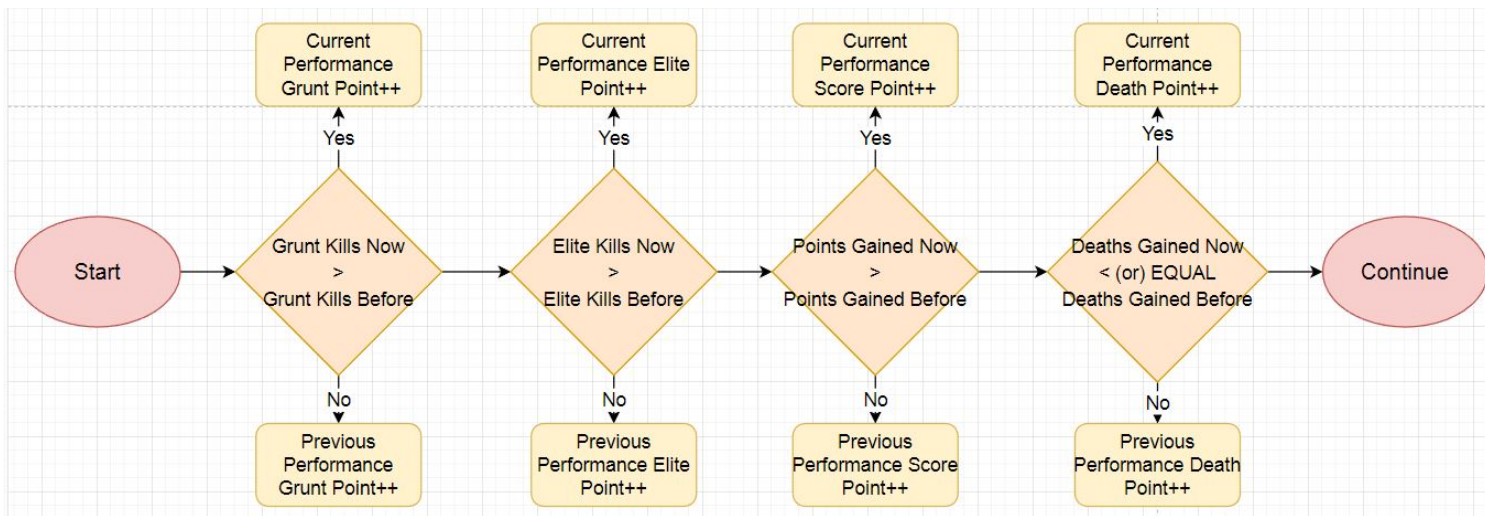 Current
Performance
Grunt Point++
Current
Performance Elite
Point++
Current
Performance
Score Point++
Current
Performance
Death Point++
Yes
Yes
Yes
Yes
Start
Grunt Kills Now
>
Grunt Kills Before
Elite Kills Now
>
Elite Kills Before
Points Gained Now
>
Points Gained Before
Deaths Gained Now
< (or) EQUAL
Deaths Gained Before
Continue
No
No
No
No
Previous
Performance
Grunt Point++
Previous
Performance Elite
Point++
Previous
Performance Score
Point++
Previous
Performance Death
Point++